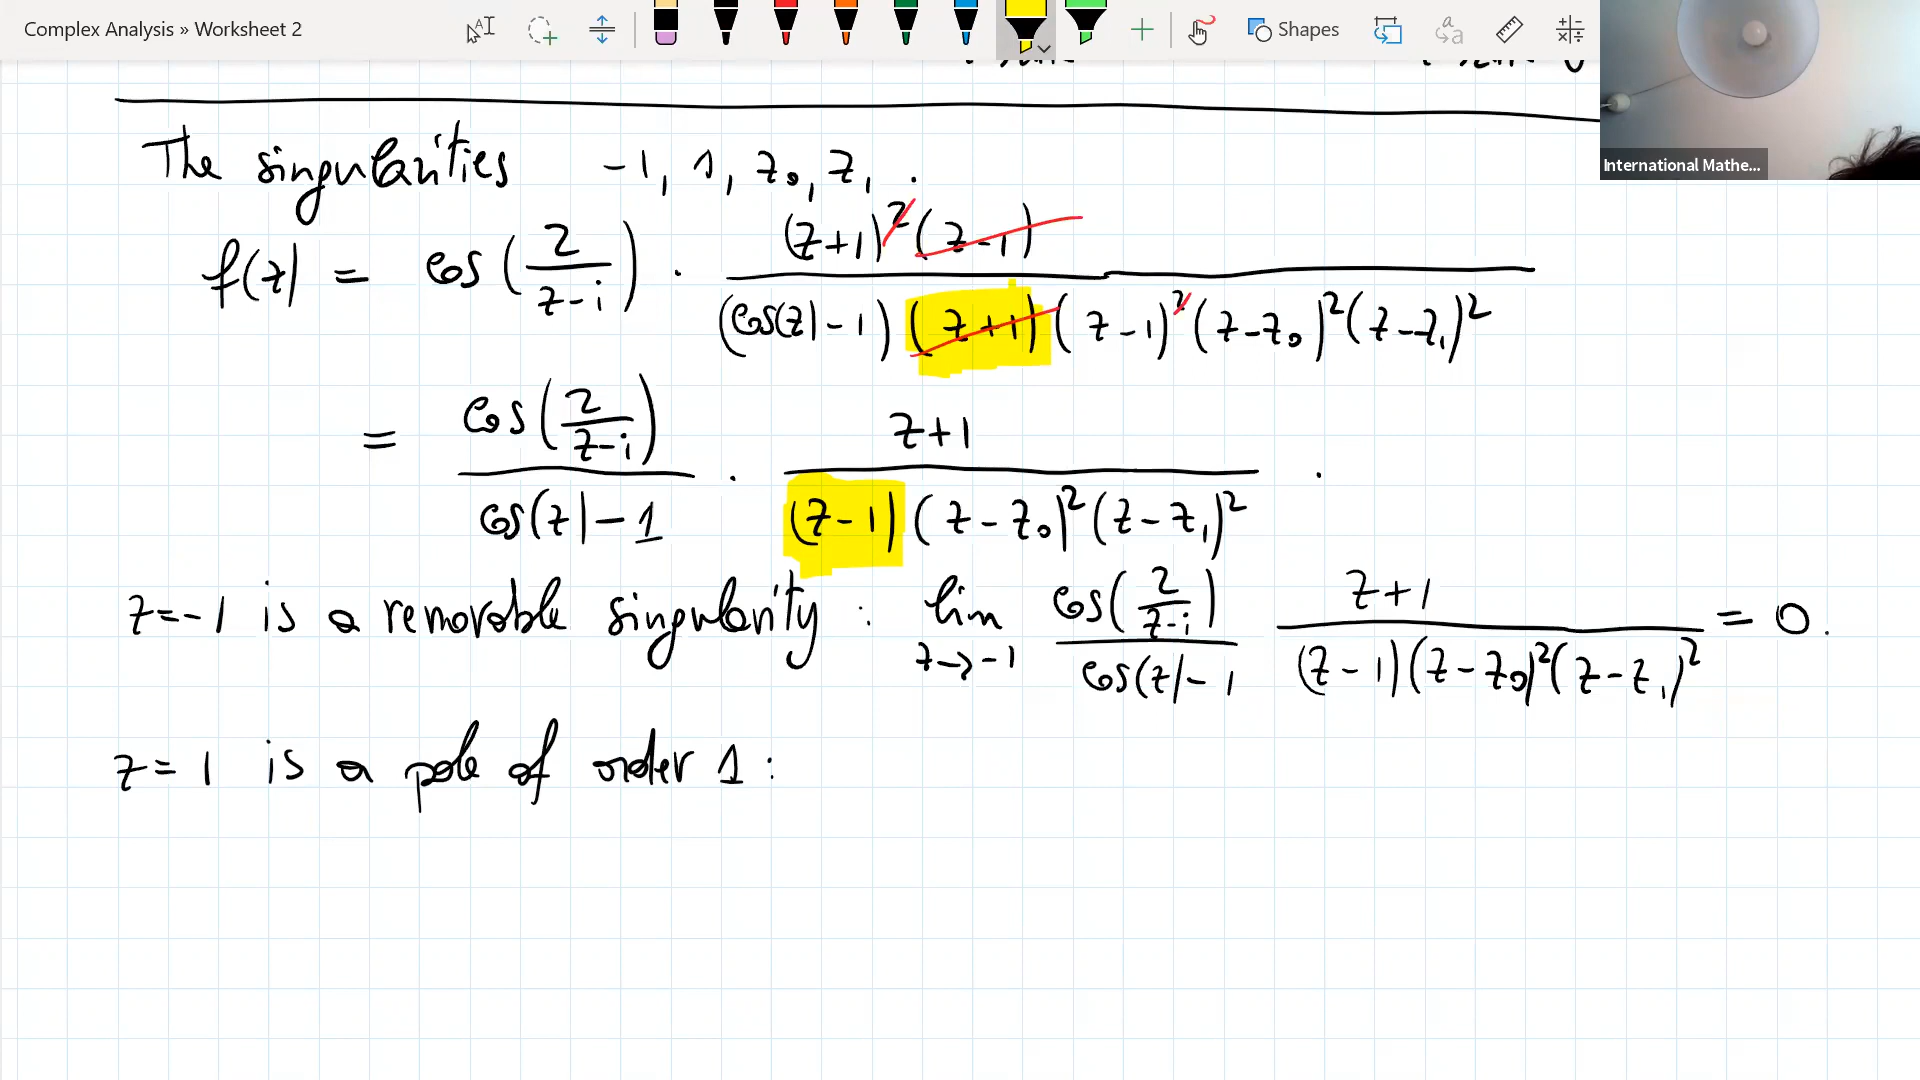 Complex Analysis » Worksheet 2
Shapes
International Mathe...
The singularities -1, 1, z₀, z₁.
f(z) = cos(2/(z-i)) · (z+1)²(z-1) / (cos(z)-1)(z+1)(z-1)²(z-z₀)²(z-z₁)²
= cos(2/(z-i)) / cos(z)-1 · z+1 / (z-1)(z-z₀)²(z-z₁)² .
z=-1 is a removable singularity: lim z→-1 cos(2/(z-i)) / cos(z)-1 z+1 / (z-1)(z-z₀)²(z-z₁)² = 0.
z=1 is a pole of order 1: